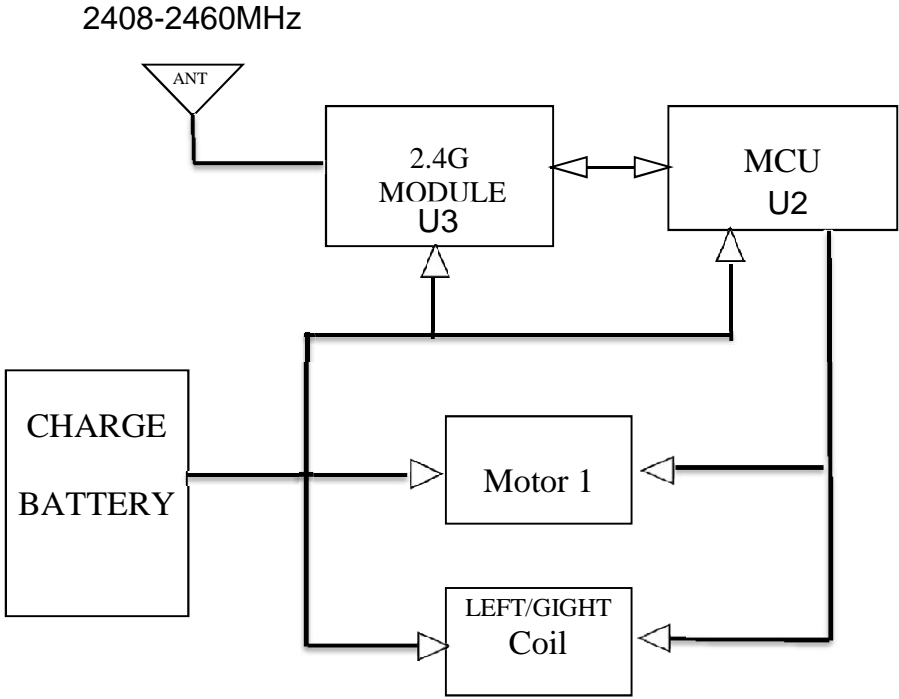 2408-2460MHz
ANT
2.4G
MODULE
U3
MCU
U2
CHARGE
BATTERY
Motor 1
LEFT/GIGHT
Coil